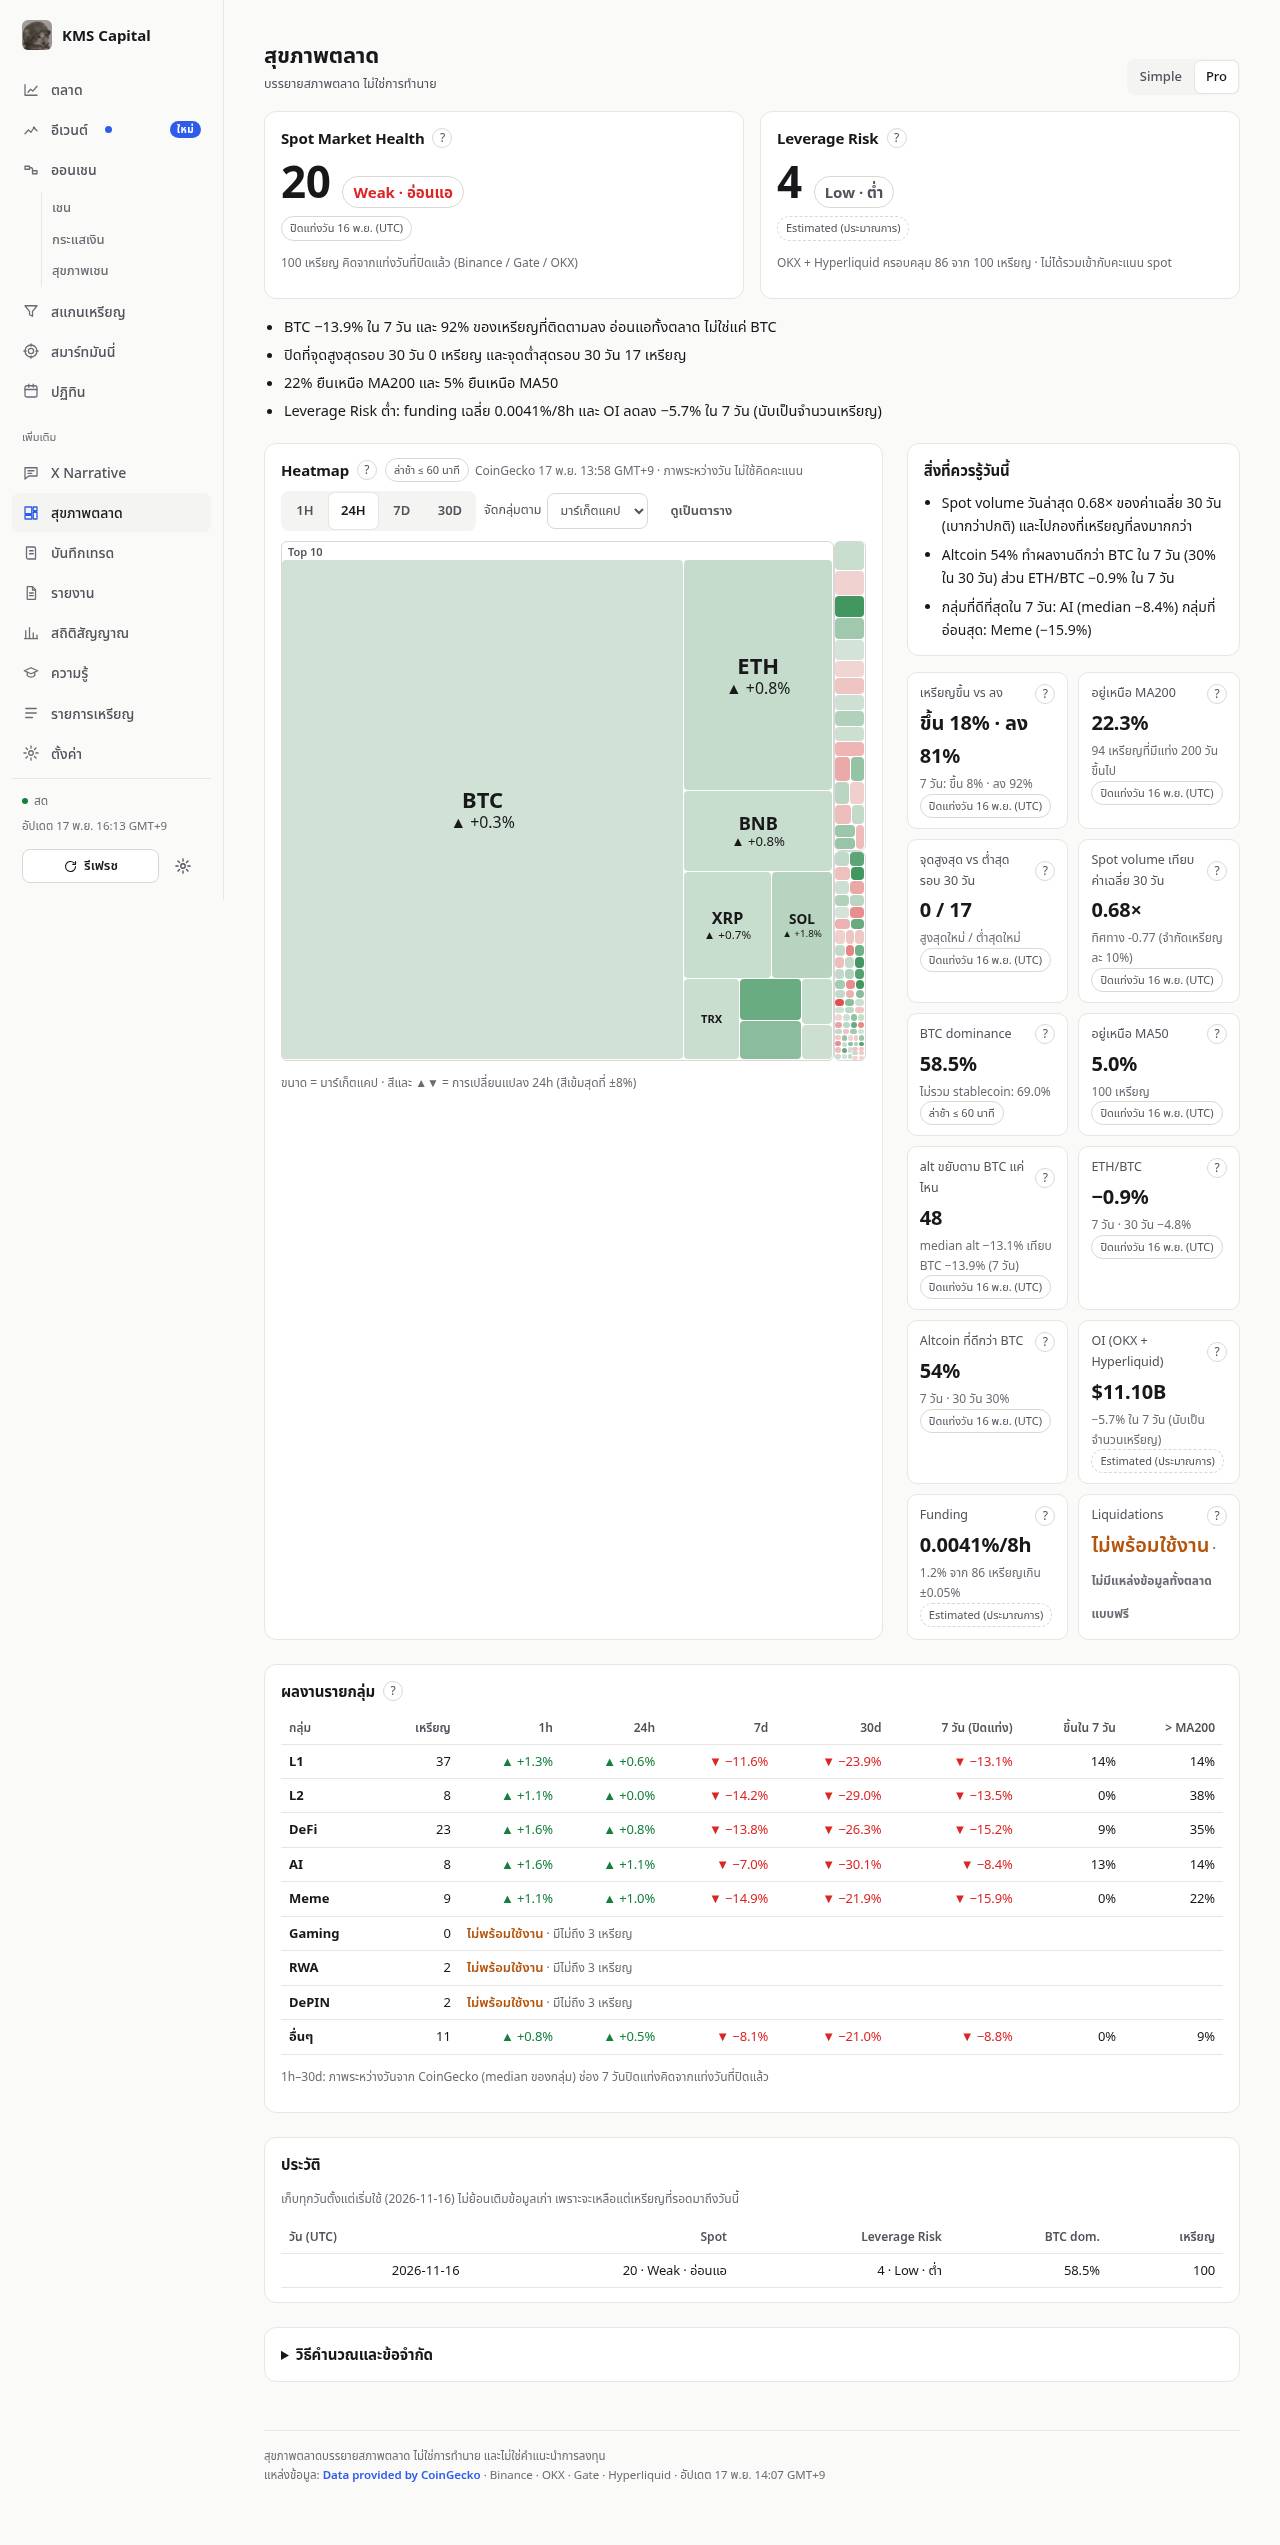 KMS Capital
ตลาด
อีเวนต์
ใหม่
ออนเชน
เชน
กระแสเงิน
สุขภาพเชน
สแกนเหรียญ
สมาร์ทมันนี่
ปฏิทิน
เพิ่มเติม
X Narrative
สุขภาพตลาด
บันทึกเทรด
รายงาน
สถิติสัญญาณ
ความรู้
รายการเหรียญ
ตั้งค่า
สด
อัปเดต 17 พ.ย. 16:13 GMT+9
รีเฟรช
สุขภาพตลาด
บรรยายสภาพตลาด ไม่ใช่การทำนาย
Simple Pro
Spot Market Health ?
20 Weak · อ่อนแอ
ปิดแท่งวัน 16 พ.ย. (UTC)
100 เหรียญ คิดจากแท่งวันที่ปิดแล้ว (Binance / Gate / OKX)
Leverage Risk ?
4 Low · ต่ำ
Estimated (ประมาณการ)
OKX + Hyperliquid ครอบคลุม 86 จาก 100 เหรียญ · ไม่ได้รวมเข้ากับคะแนน spot
• BTC −13.9% ใน 7 วัน และ 92% ของเหรียญที่ติดตามลง อ่อนแอทั้งตลาด ไม่ใช่แค่ BTC
• ปิดที่จุดสูงสุดรอบ 30 วัน 0 เหรียญ และจุดต่ำสุดรอบ 30 วัน 17 เหรียญ
• 22% ยืนเหนือ MA200 และ 5% ยืนเหนือ MA50
• Leverage Risk ต่ำ: funding เฉลี่ย 0.0041%/8h และ OI ลดลง −5.7% ใน 7 วัน (นับเป็นจำนวนเหรียญ)
Heatmap ? ล่าช้า ≤ 60 นาที CoinGecko 17 พ.ย. 13:58 GMT+9 · ภาพระหว่างวัน ไม่ใช้คิดคะแนน
1H 24H 7D 30D จัดกลุ่มตาม มาร์เก็ตแคป ดูเป็นตาราง
Top 10
BTC
▲ +0.3%
ETH
▲ +0.8%
BNB
▲ +0.8%
XRP
▲ +0.7%
SOL
▲ +1.8%
TRX
ขนาด = มาร์เก็ตแคป · สีและ ▲▼ = การเปลี่ยนแปลง 24h (สีเข้มสุดที่ ±8%)
สิ่งที่ควรรู้วันนี้
• Spot volume วันล่าสุด 0.68× ของค่าเฉลี่ย 30 วัน
(เบากว่าปกติ) และไปกองที่เหรียญที่ลงมากกว่า
• Altcoin 54% ทำผลงานดีกว่า BTC ใน 7 วัน (30%
ใน 30 วัน) ส่วน ETH/BTC −0.9% ใน 7 วัน
• กลุ่มที่ดีที่สุดใน 7 วัน: AI (median −8.4%) กลุ่มที่
อ่อนสุด: Meme (−15.9%)
เหรียญขึ้น vs ลง ?
ขึ้น 18% · ลง
81%
7 วัน: ขึ้น 8% · ลง 92%
ปิดแท่งวัน 16 พ.ย. (UTC)
อยู่เหนือ MA200 ?
22.3%
94 เหรียญที่มีแท่ง 200 วัน
ขึ้นไป
ปิดแท่งวัน 16 พ.ย. (UTC)
จุดสูงสุด vs ต่ำสุด
รอบ 30 วัน ?
0 / 17
สูงสุดใหม่ / ต่ำสุดใหม่
ปิดแท่งวัน 16 พ.ย. (UTC)
Spot volume เทียบ
ค่าเฉลี่ย 30 วัน ?
0.68×
ทิศทาง -0.77 (จำกัดเหรียญ
ละ 10%)
ปิดแท่งวัน 16 พ.ย. (UTC)
BTC dominance ?
58.5%
ไม่รวม stablecoin: 69.0%
ล่าช้า ≤ 60 นาที
อยู่เหนือ MA50 ?
5.0%
100 เหรียญ
ปิดแท่งวัน 16 พ.ย. (UTC)
alt ขยับตาม BTC แค่
ไหน ?
48
median alt −13.1% เทียบ
BTC −13.9% (7 วัน)
ปิดแท่งวัน 16 พ.ย. (UTC)
ETH/BTC ?
−0.9%
7 วัน · 30 วัน −4.8%
ปิดแท่งวัน 16 พ.ย. (UTC)
Altcoin ที่ดีกว่า BTC ?
54%
7 วัน · 30 วัน 30%
ปิดแท่งวัน 16 พ.ย. (UTC)
OI (OKX +
Hyperliquid) ?
$11.10B
−5.7% ใน 7 วัน (นับเป็น
จำนวนเหรียญ)
Estimated (ประมาณการ)
Funding ?
0.0041%/8h
1.2% จาก 86 เหรียญเกิน
±0.05%
Estimated (ประมาณการ)
Liquidations ?
ไม่พร้อมใช้งาน ·
ไม่มีแหล่งข้อมูลทั้งตลาด
แบบฟรี
ผลงานรายกลุ่ม ?
กลุ่ม เหรียญ 1h 24h 7d 30d 7 วัน (ปิดแท่ง) ขึ้นใน 7 วัน > MA200
L1 37 ▲ +1.3% ▲ +0.6% ▼ −11.6% ▼ −23.9% ▼ −13.1% 14% 14%
L2 8 ▲ +1.1% ▲ +0.0% ▼ −14.2% ▼ −29.0% ▼ −13.5% 0% 38%
DeFi 23 ▲ +1.6% ▲ +0.8% ▼ −13.8% ▼ −26.3% ▼ −15.2% 9% 35%
AI 8 ▲ +1.6% ▲ +1.1% ▼ −7.0% ▼ −30.1% ▼ −8.4% 13% 14%
Meme 9 ▲ +1.1% ▲ +1.0% ▼ −14.9% ▼ −21.9% ▼ −15.9% 0% 22%
Gaming 0 ไม่พร้อมใช้งาน · มีไม่ถึง 3 เหรียญ
RWA 2 ไม่พร้อมใช้งาน · มีไม่ถึง 3 เหรียญ
DePIN 2 ไม่พร้อมใช้งาน · มีไม่ถึง 3 เหรียญ
อื่นๆ 11 ▲ +0.8% ▲ +0.5% ▼ −8.1% ▼ −21.0% ▼ −8.8% 0% 9%
1h–30d: ภาพระหว่างวันจาก CoinGecko (median ของกลุ่ม) ช่อง 7 วันปิดแท่งคิดจากแท่งวันที่ปิดแล้ว
ประวัติ
เก็บทุกวันตั้งแต่เริ่มใช้ (2026-11-16) ไม่ย้อนเติมข้อมูลเก่า เพราะจะเหลือแต่เหรียญที่รอดมาถึงวันนี้
วัน (UTC) Spot Leverage Risk BTC dom. เหรียญ
2026-11-16 20 · Weak · อ่อนแอ 4 · Low · ต่ำ 58.5% 100
▶ วิธีคำนวณและข้อจำกัด
สุขภาพตลาดบรรยายสภาพตลาด ไม่ใช่การทำนาย และไม่ใช่คำแนะนำการลงทุน
แหล่งข้อมูล: Data provided by CoinGecko · Binance · OKX · Gate · Hyperliquid · อัปเดต 17 พ.ย. 14:07 GMT+9